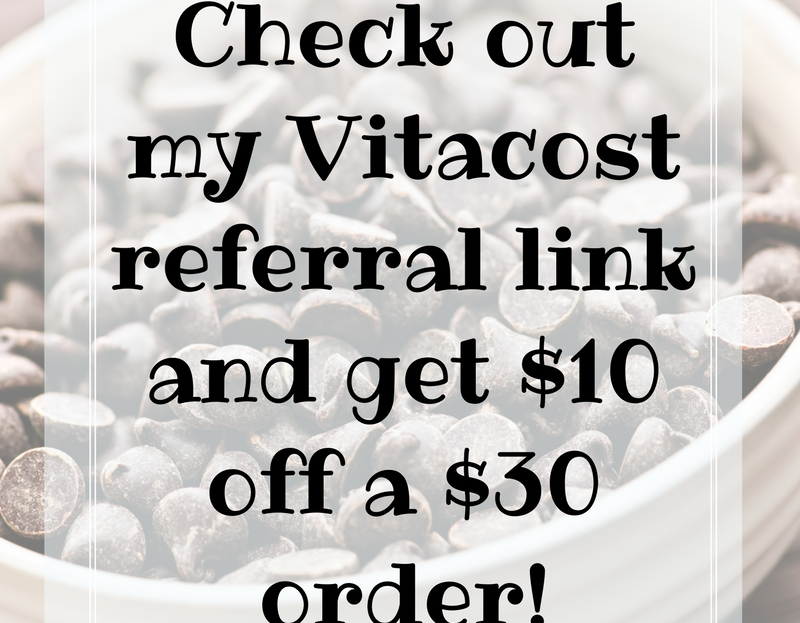 Check out
my Vitacost
referral link
and get $10
off a $30
order!